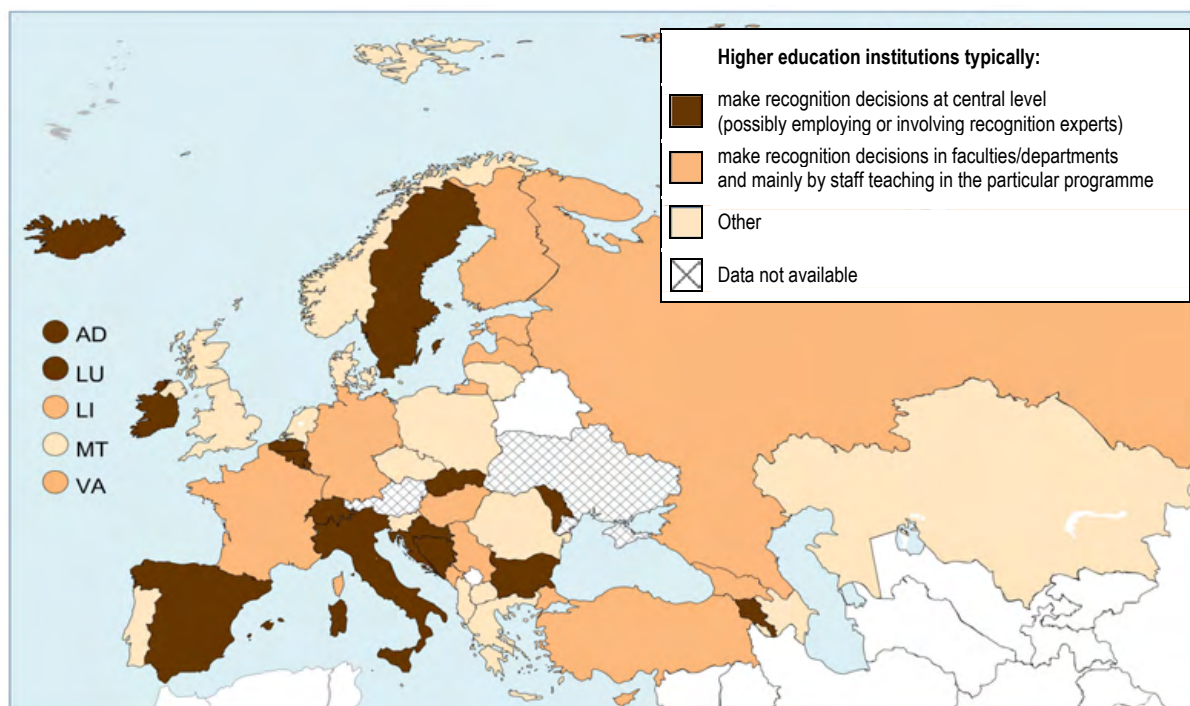 Higher education institutions typically:
make recognition decisions at central level
(possibly employing or involving recognition experts)
make recognition decisions in faculties/departments
and mainly by staff teaching in the particular programme
Other
Data not available
AD
LU
LI
MT
VA